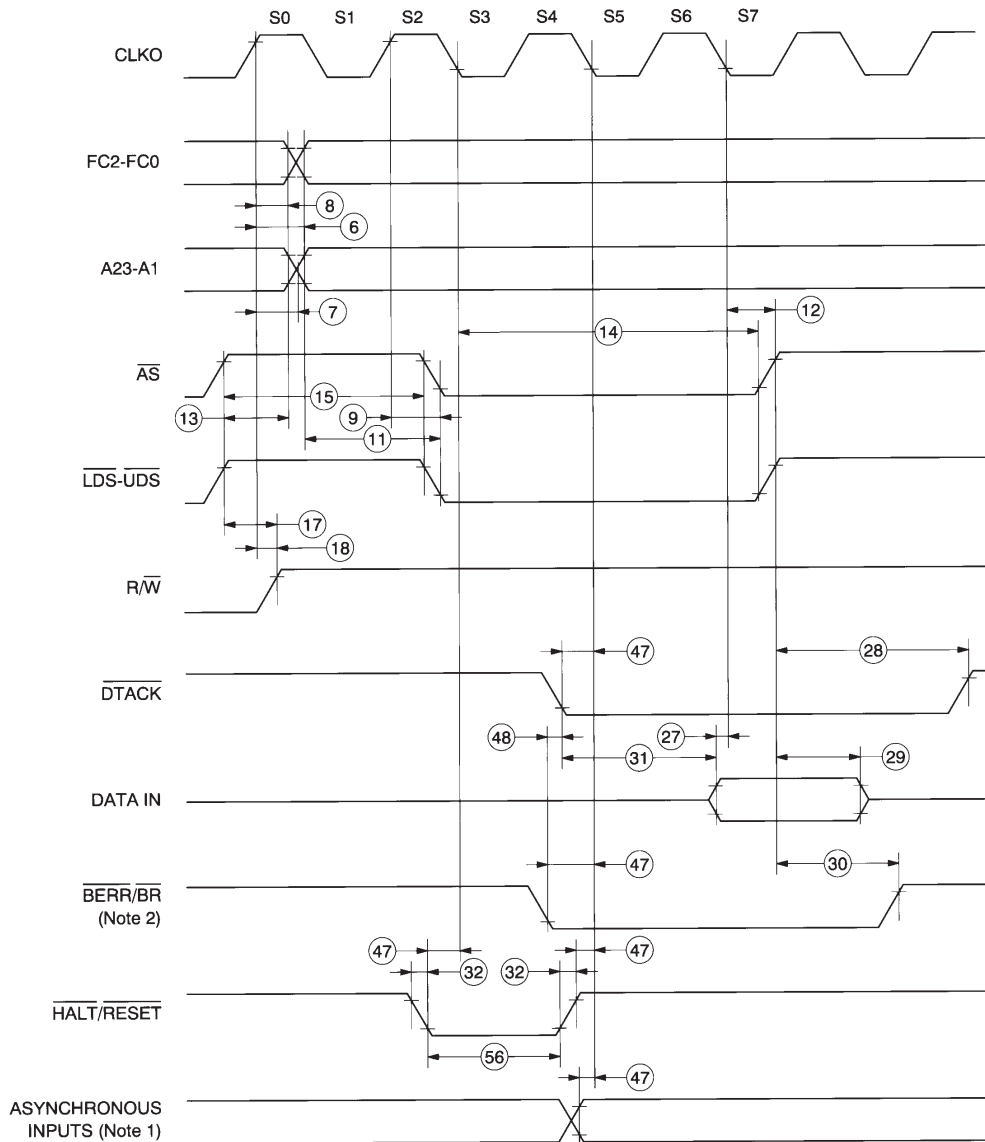 S0 S1 S2 S3 S4 S5 S6 S7
CLKO
FC2-FC0
8
6
A23-A1
7
12
14
AS
15
13
9
11
LDS-UDS
17
18
R/W
47
28
DTACK
48
27
31
29
DATA IN
47
30
BERR/BR
(Note 2)
47
47
32
32
HALT/RESET
56
47
ASYNCHRONOUS
INPUTS (Note 1)